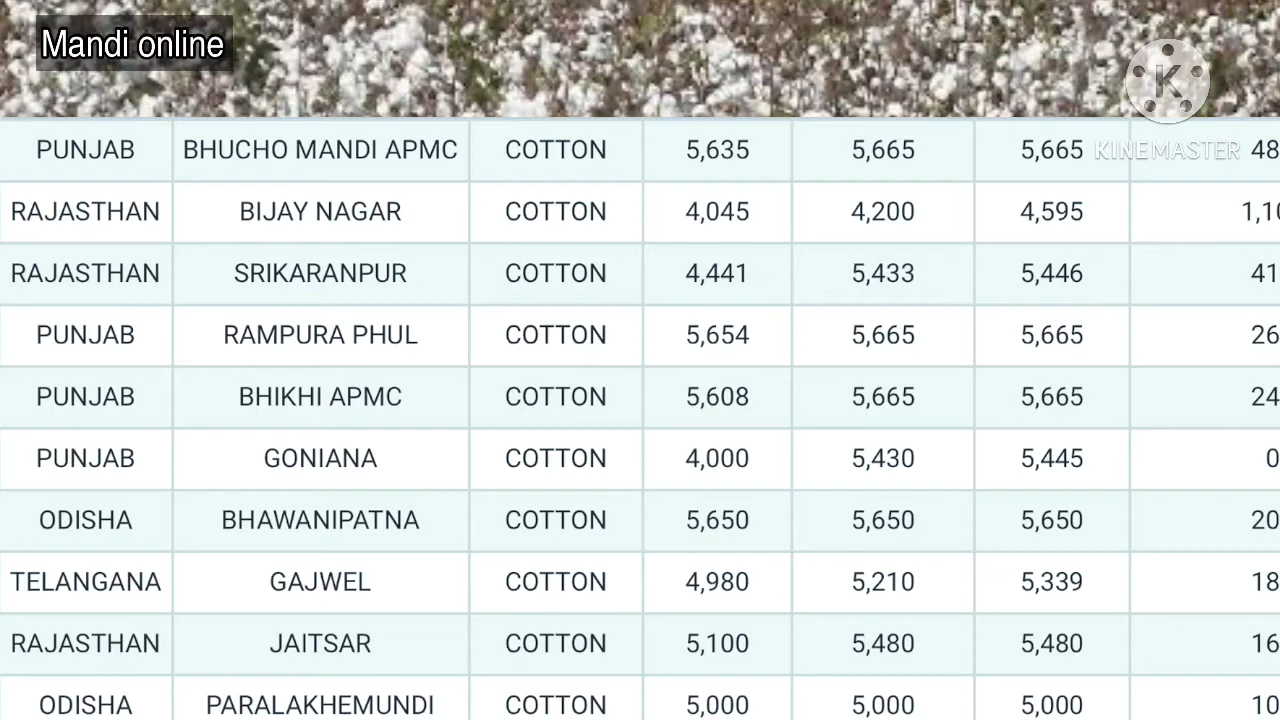 Mandi online
KINEMASTER
PUNJAB BHUCHO MANDI APMC COTTON 5,635 5,665 5,665 48
RAJASTHAN BIJAY NAGAR COTTON 4,045 4,200 4,595 1,10
RAJASTHAN SRIKARANPUR COTTON 4,441 5,433 5,446 41
PUNJAB RAMPURA PHUL COTTON 5,654 5,665 5,665 26
PUNJAB BHIKHI APMC COTTON 5,608 5,665 5,665 24
PUNJAB GONIANA COTTON 4,000 5,430 5,445 0
ODISHA BHAWANIPATNA COTTON 5,650 5,650 5,650 20
TELANGANA GAJWEL COTTON 4,980 5,210 5,339 18
RAJASTHAN JAITSAR COTTON 5,100 5,480 5,480 16
ODISHA PARALAKHEMUNDI COTTON 5,000 5,000 5,000 10